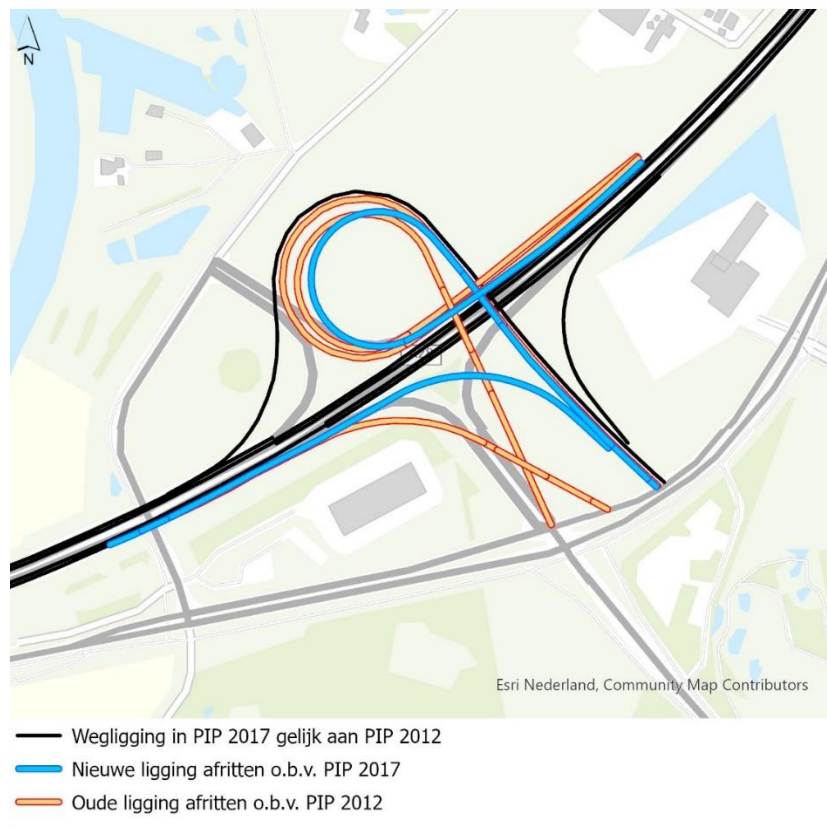 N
Esri Nederland, Community Map Contributors
Wegligging in PIP 2017 gelijk aan PIP 2012
Nieuwe ligging afritten o.b.v. PIP 2017
Oude ligging afritten o.b.v. PIP 2012